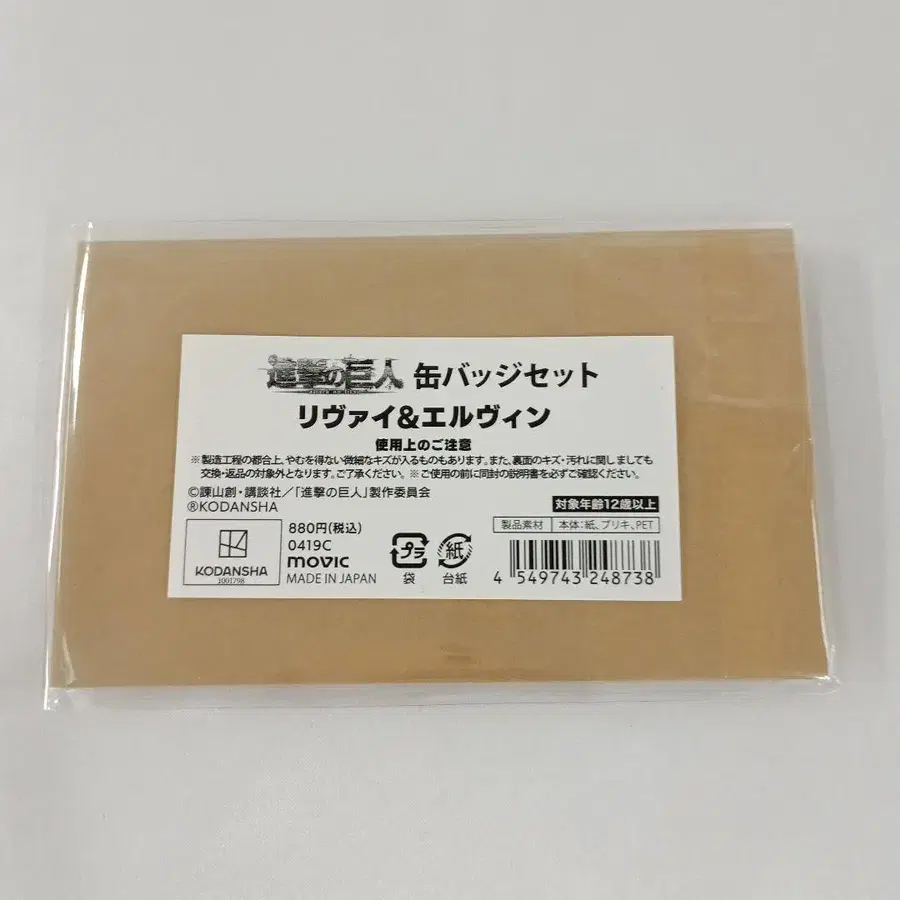 進撃の巨人 缶バッジセット
リヴァイ&エルヴィン
使用上のご注意
※製造工程の都合上、やむを得ない微細なキズが入るものもあります。また、裏面のキズ・汚れに関しましても
交換・返品の対象外となります。ご了承ください。※ご使用の前に同封の説明書を必ずご確認ください。
©諫山創・講談社／「進撃の巨人」製作委員会
®KODANSHA
対象年齢12歳以上
製品素材 本体：紙、ブリキ、PET
KODANSHA
1001798
880円(税込)
0419C
movic
MADE IN JAPAN
プラ
袋
紙
台紙
4 549743 248738